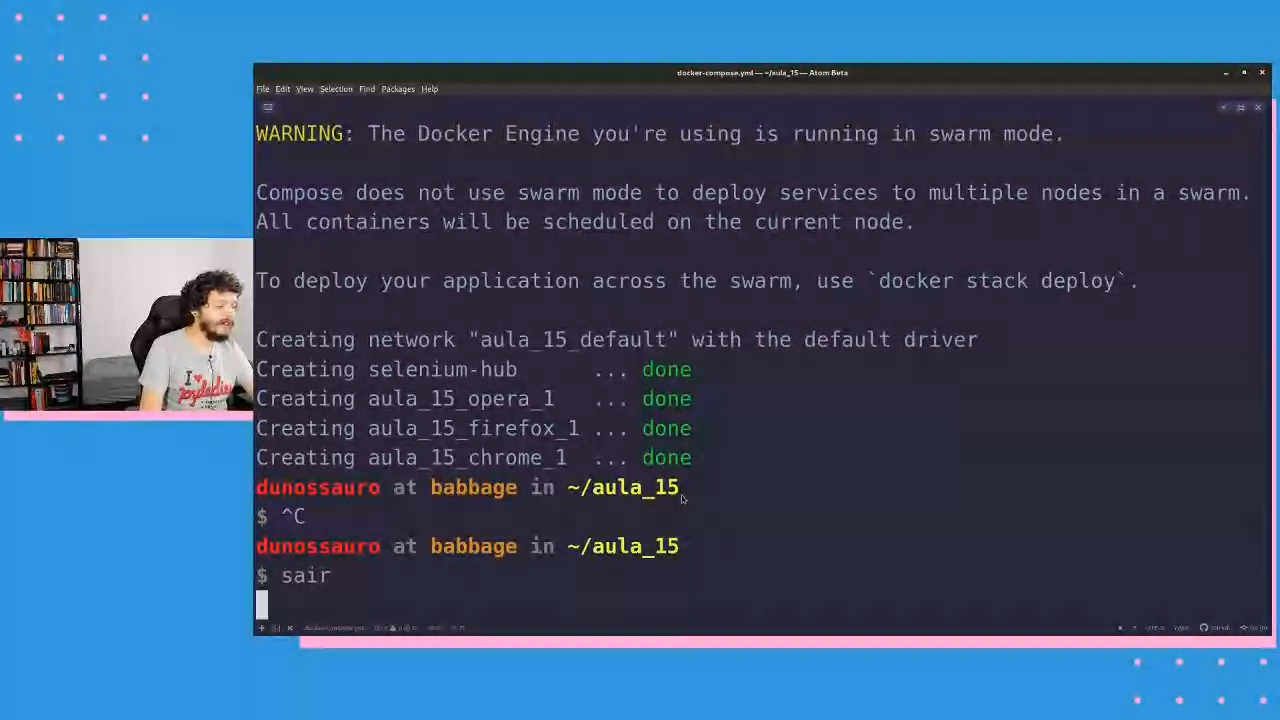 docker-compose.yml — ~/aula_15 — Atom Beta
File Edit View Selection Find Packages Help
WARNING: The Docker Engine you're using is running in swarm mode.
Compose does not use swarm mode to deploy services to multiple nodes in a swarm.
All containers will be scheduled on the current node.
To deploy your application across the swarm, use `docker stack deploy`.
Creating network "aula_15_default" with the default driver
Creating selenium-hub ... done
Creating aula_15_opera_1 ... done
Creating aula_15_firefox_1 ... done
Creating aula_15_chrome_1 ... done
dunossauro at babbage in ~/aula_15
$ ^C
dunossauro at babbage in ~/aula_15
$ sair
I
docker-compose.yml